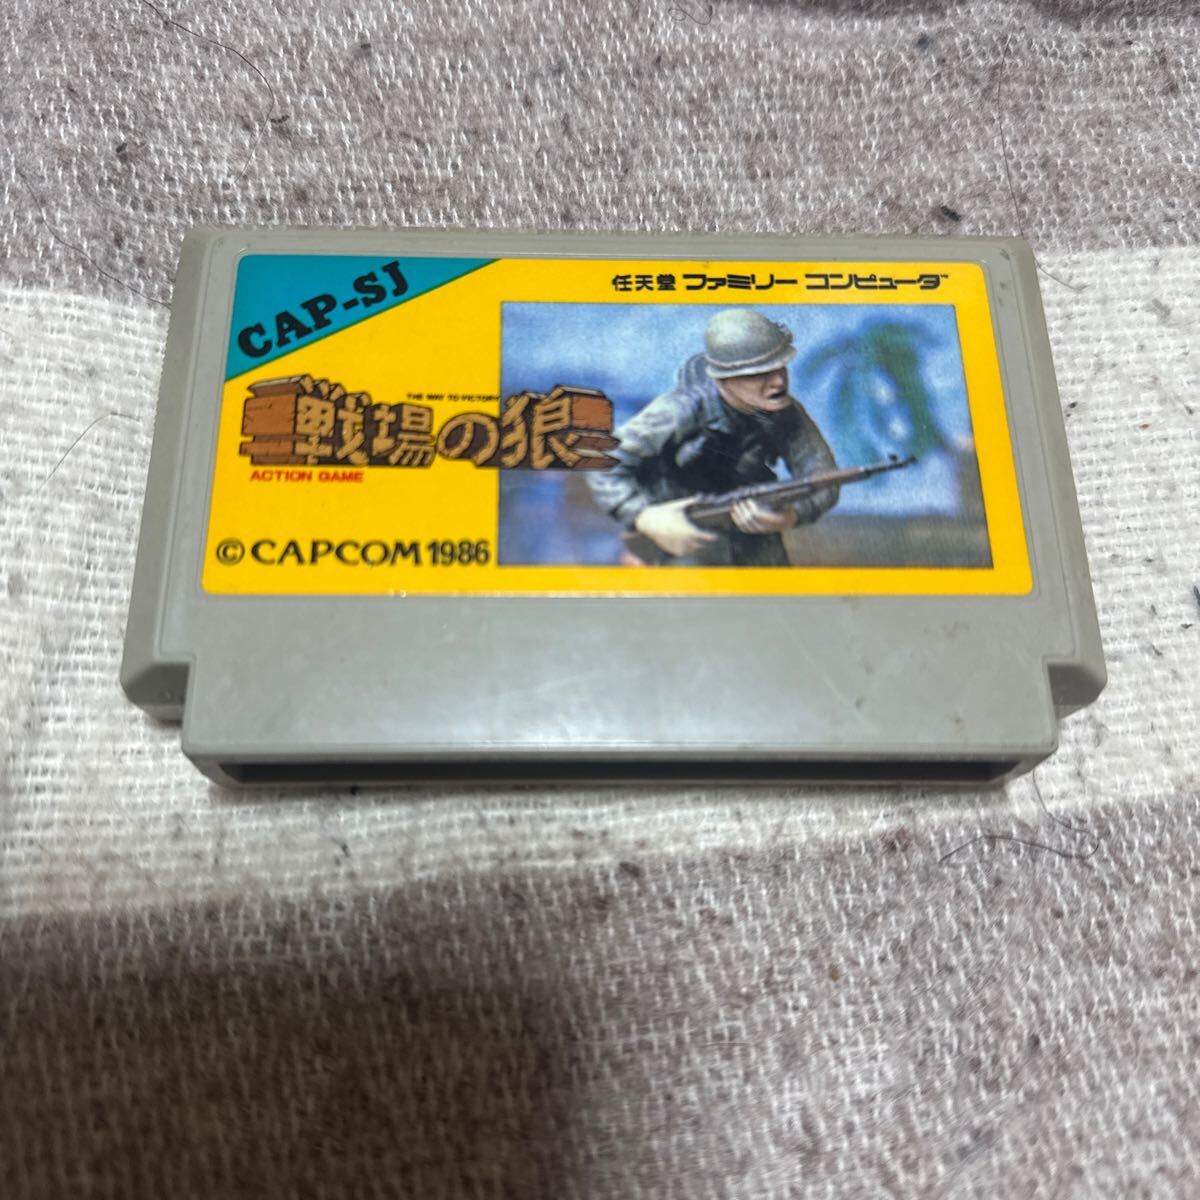 CAP-SJ
任天堂 ファミリーコンピュータ
THE WAY TO VICTORY
戦場の狼
ACTION GAME
© CAPCOM 1986